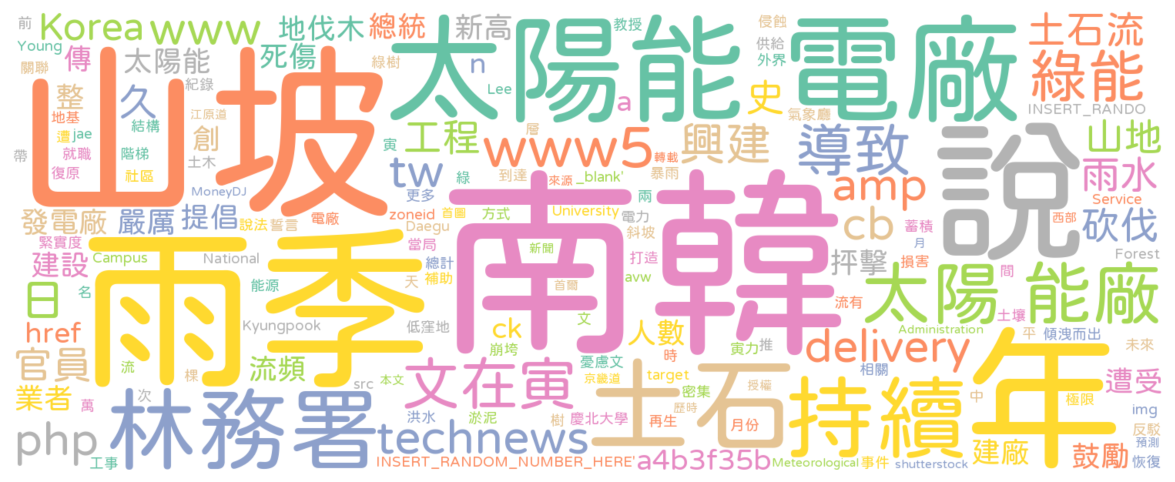 前 Korea www 地伐木 總統 新高 教授 侵蝕 土石流
Young 傳 太陽能 死傷 綠樹 太陽能 電廠 供給 綠能
關聯 山坡 紀錄 n Lee a 史 外界 INSERT_RANDO
整 久 江原道 工程 寅 層 氣象廳 說 山地
地基 結構 創 www5 興建 導致 雨水
遭 jae 階梯 土木 tw 到達 _blank' 轉載 暴雨
帶 就職 社區 綠 來源 兩 amp Service
復原 MoneyDJ 更多 南韓 cb 蓄積 西部 砍伐
發電廠 嚴厲 提倡 說法 誓言 電廠 zoneid 首圖 方式 University 電力 月 Forest
緊實度 雨季 Daegu 斜坡 抨擊 損害
建設 Campus National 當局 新聞 打造 太陽能廠
日 名 能源 總計 補助 天 首爾 avw 流有 間 土壤
href Kyungpook 低窪地 ck 文 人數 寅力 推 Administration 平 傾洩而出
官員 流 流頻 崩垮 憂慮文 時 delivery 年 未來
業者 稞 src 文在寅 京畿道 target 密集 相關 遭受
萬 次 本文 土石 授權 持續 中 極限
林務署 洪水 淤泥 樹 慶北大學 再生 歷時 月份 img
php technews 建廠 反駁
工事 INSERT_RANDOM_NUMBER_HERE' a4b3f35b Meteorological 事件 shutterstock 鼓勵 預測 恢復